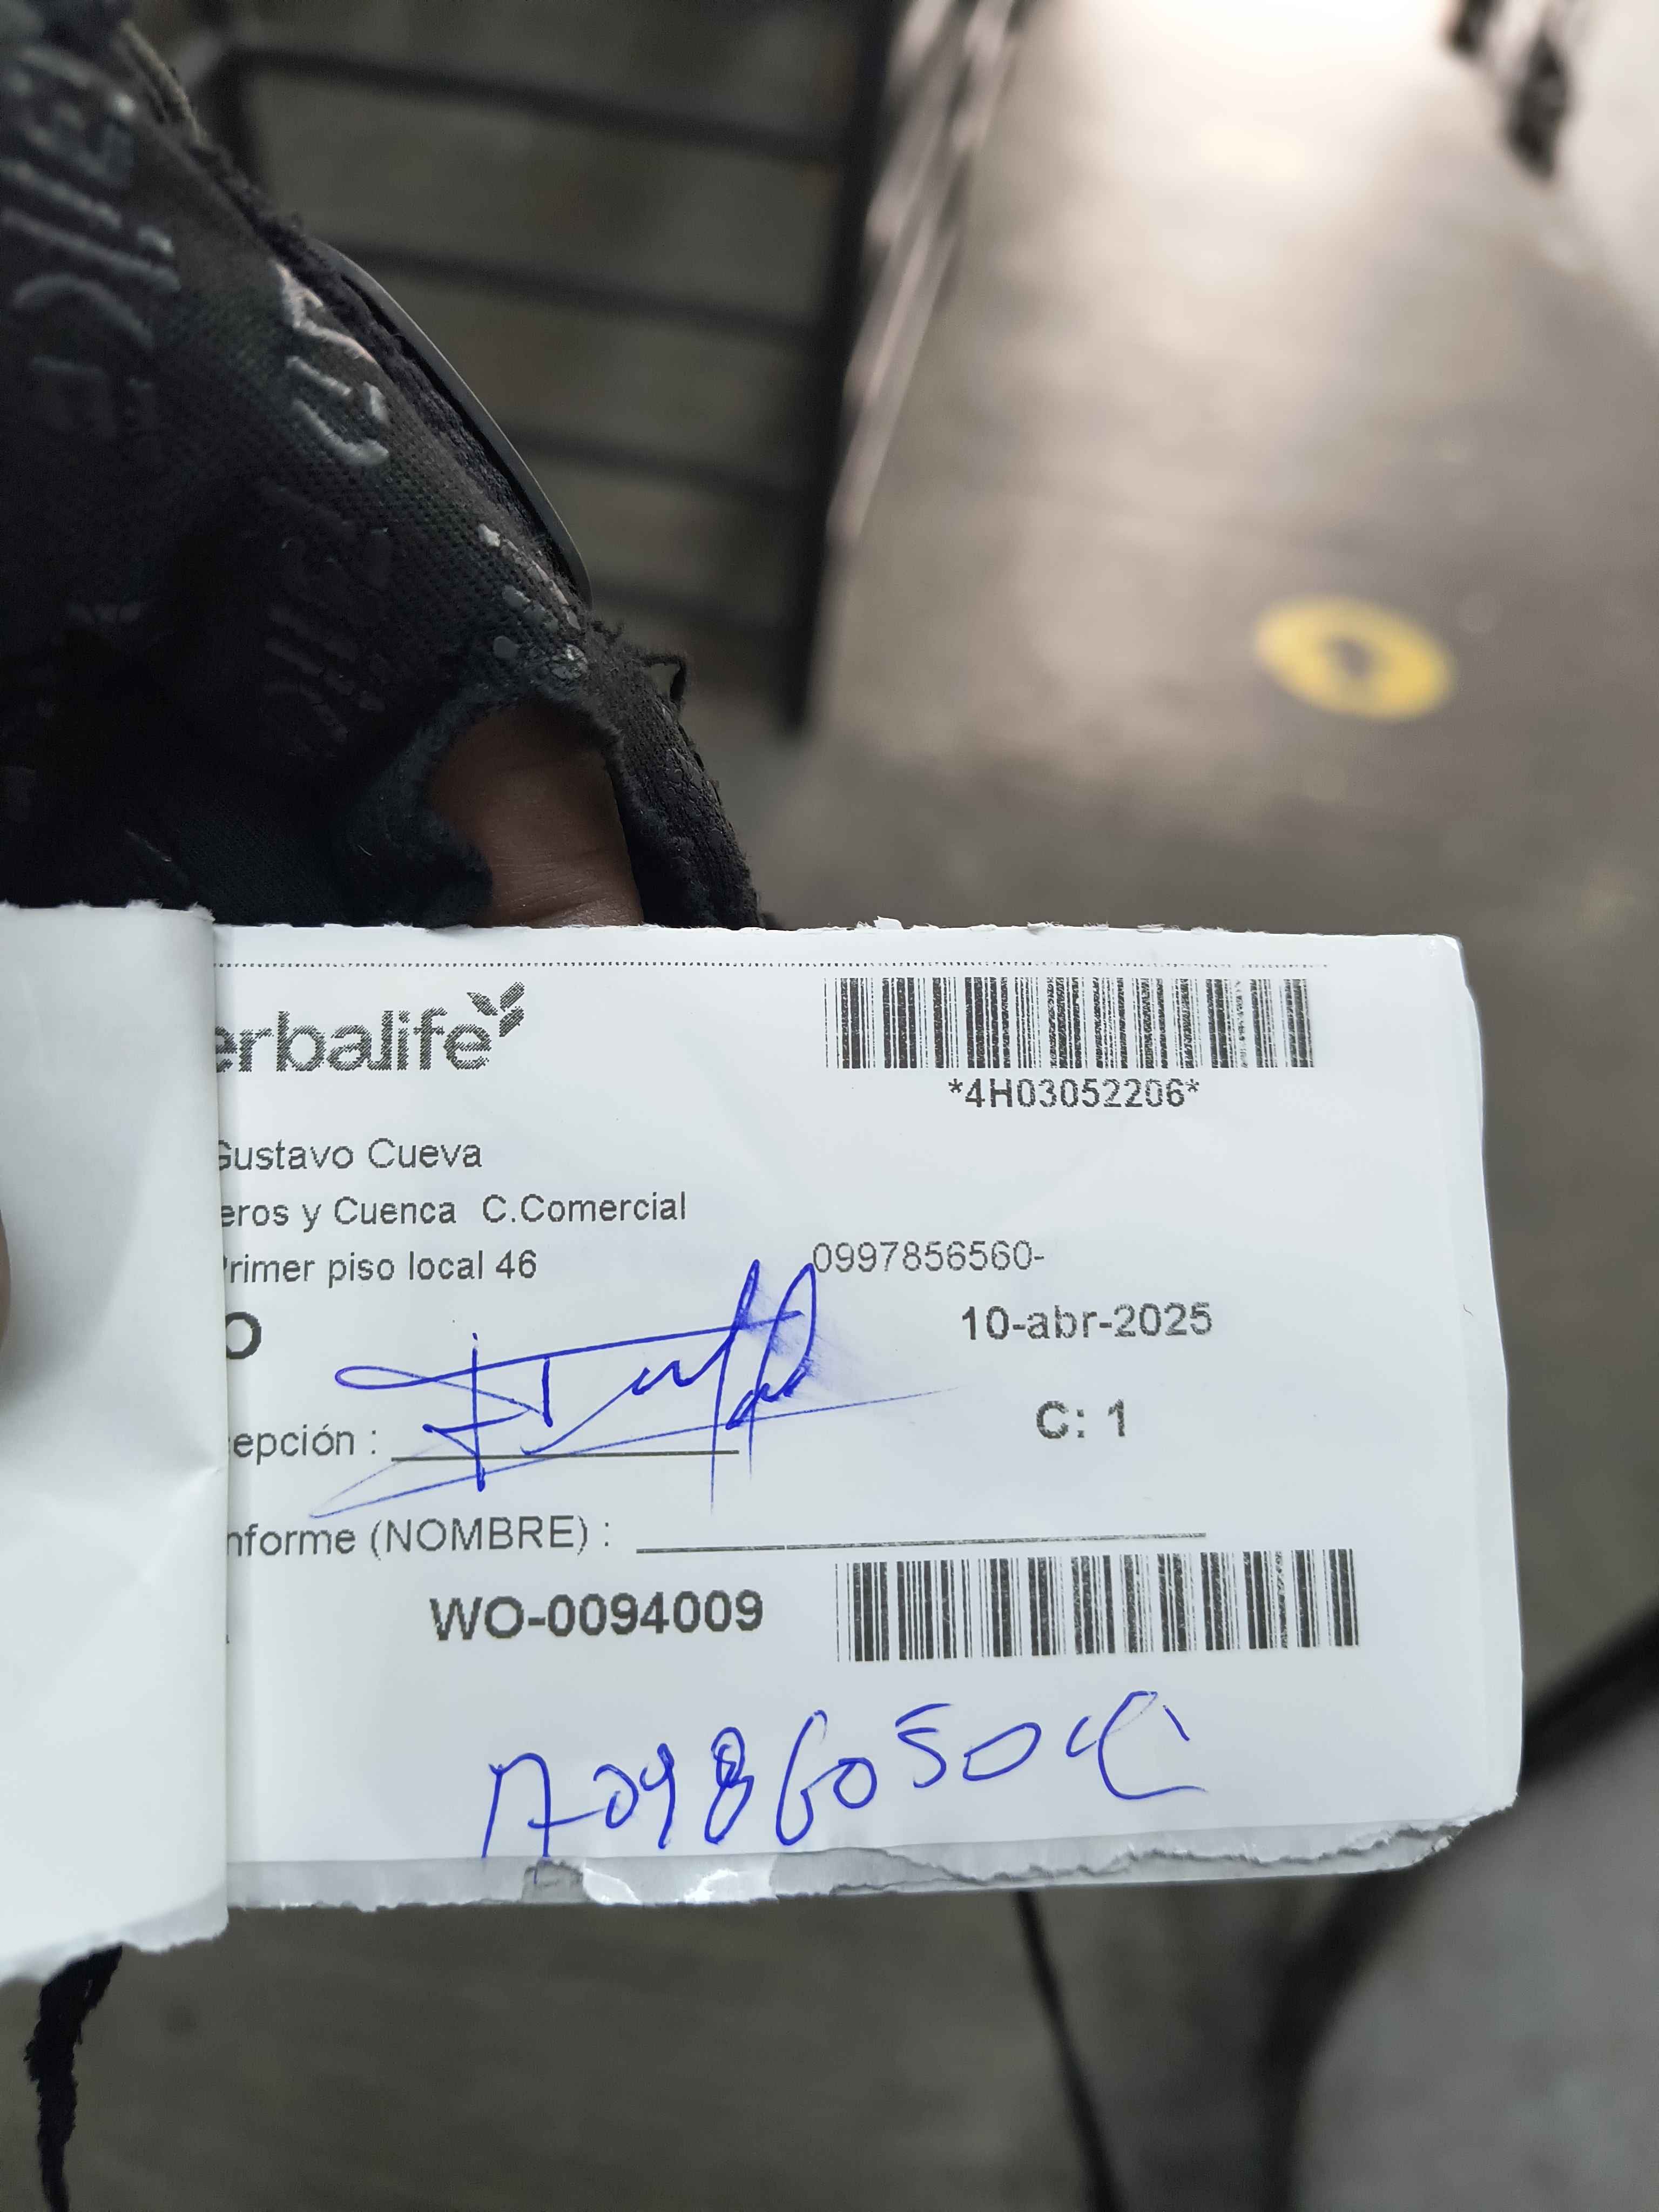 erbalife
*4H03052206*
Gustavo Cueva
eros y Cuenca C.Comercial
Primer piso local 46
0997856560-
O
10-abr-2025
C: 1
epción :
nforme (NOMBRE) :
WO-0094009